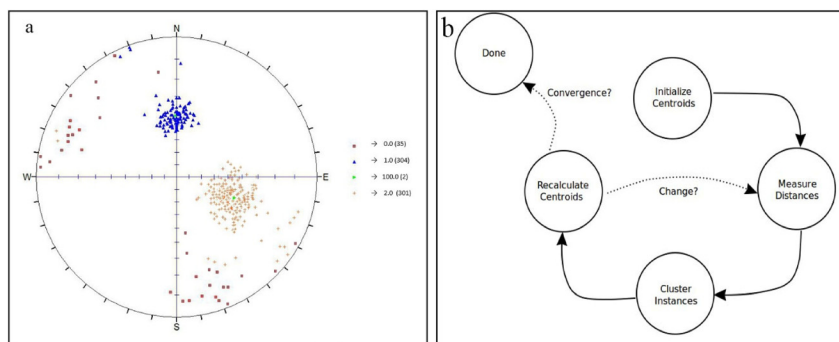 a
N
W
E
S
→ 0.0 (35)
→ 1.0 (304)
→ 100.0 (2)
→ 2.0 (301)
b
Done
Convergence?
Initialize
Centroids
Recalculate
Centroids
Change?
Measure
Distances
Cluster
Instances